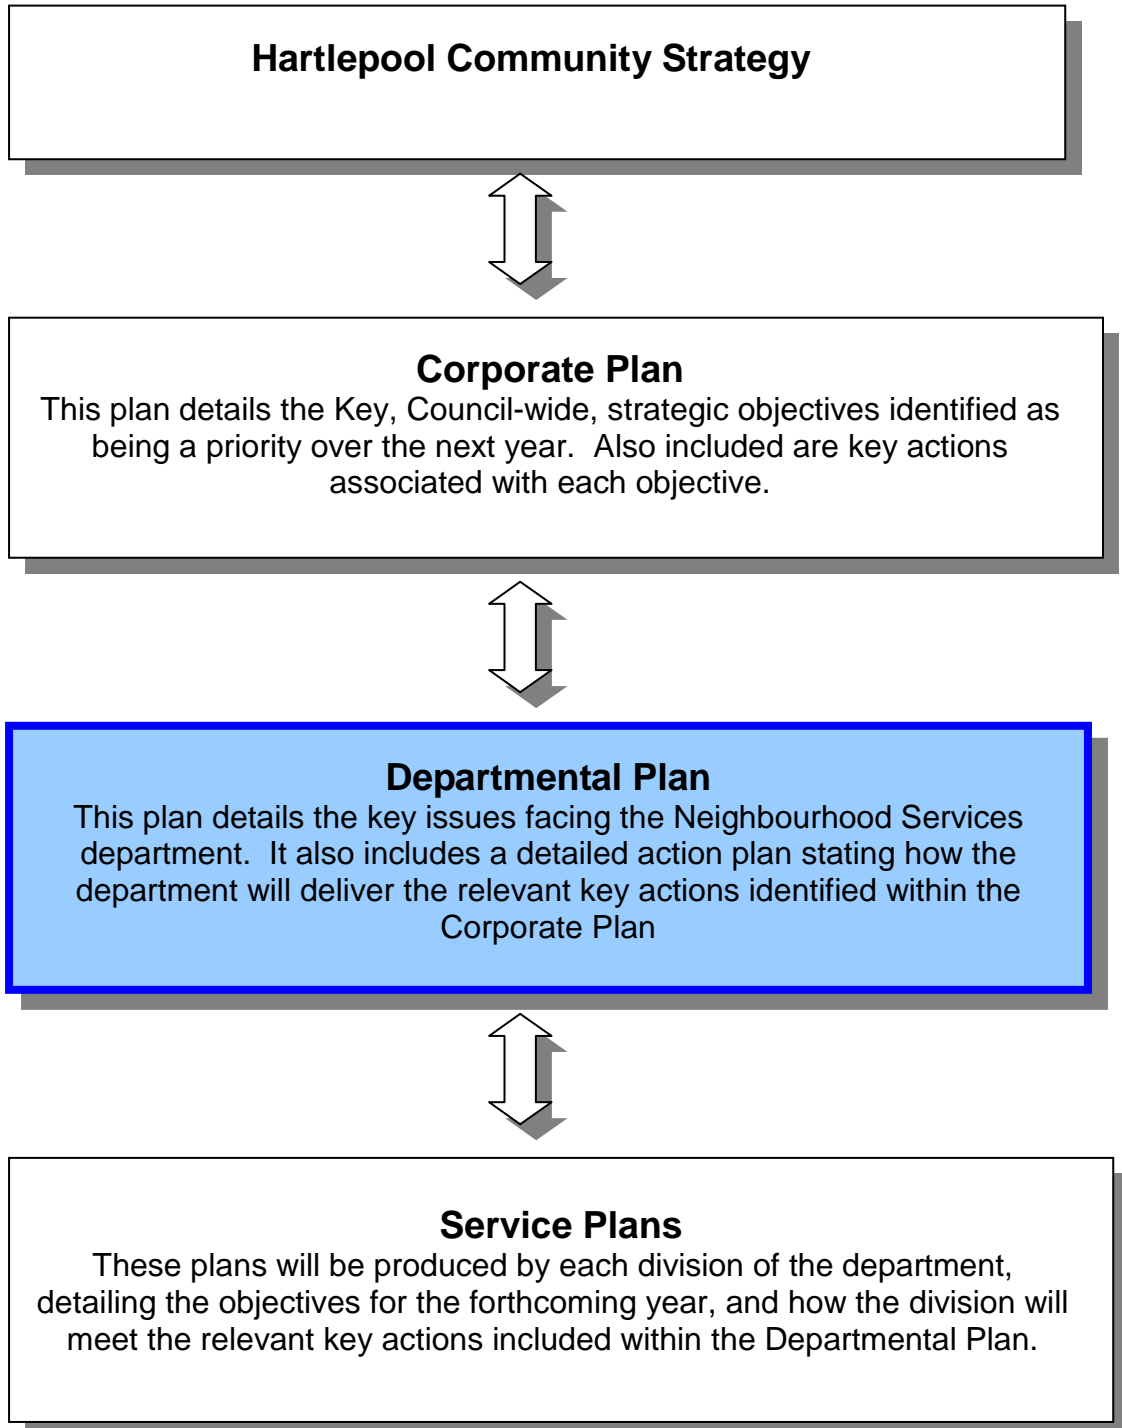 Hartlepool Community Strategy
Corporate Plan
This plan details the Key, Council-wide, strategic objectives identified as
being a priority over the next year.  Also included are key actions
associated with each objective.
Departmental Plan
This plan details the key issues facing the Neighbourhood Services
department.  It also includes a detailed action plan stating how the
department will deliver the relevant key actions identified within the
Corporate Plan
Service Plans
These plans will be produced by each division of the department,
detailing the objectives for the forthcoming year, and how the division will
meet the relevant key actions included within the Departmental Plan.